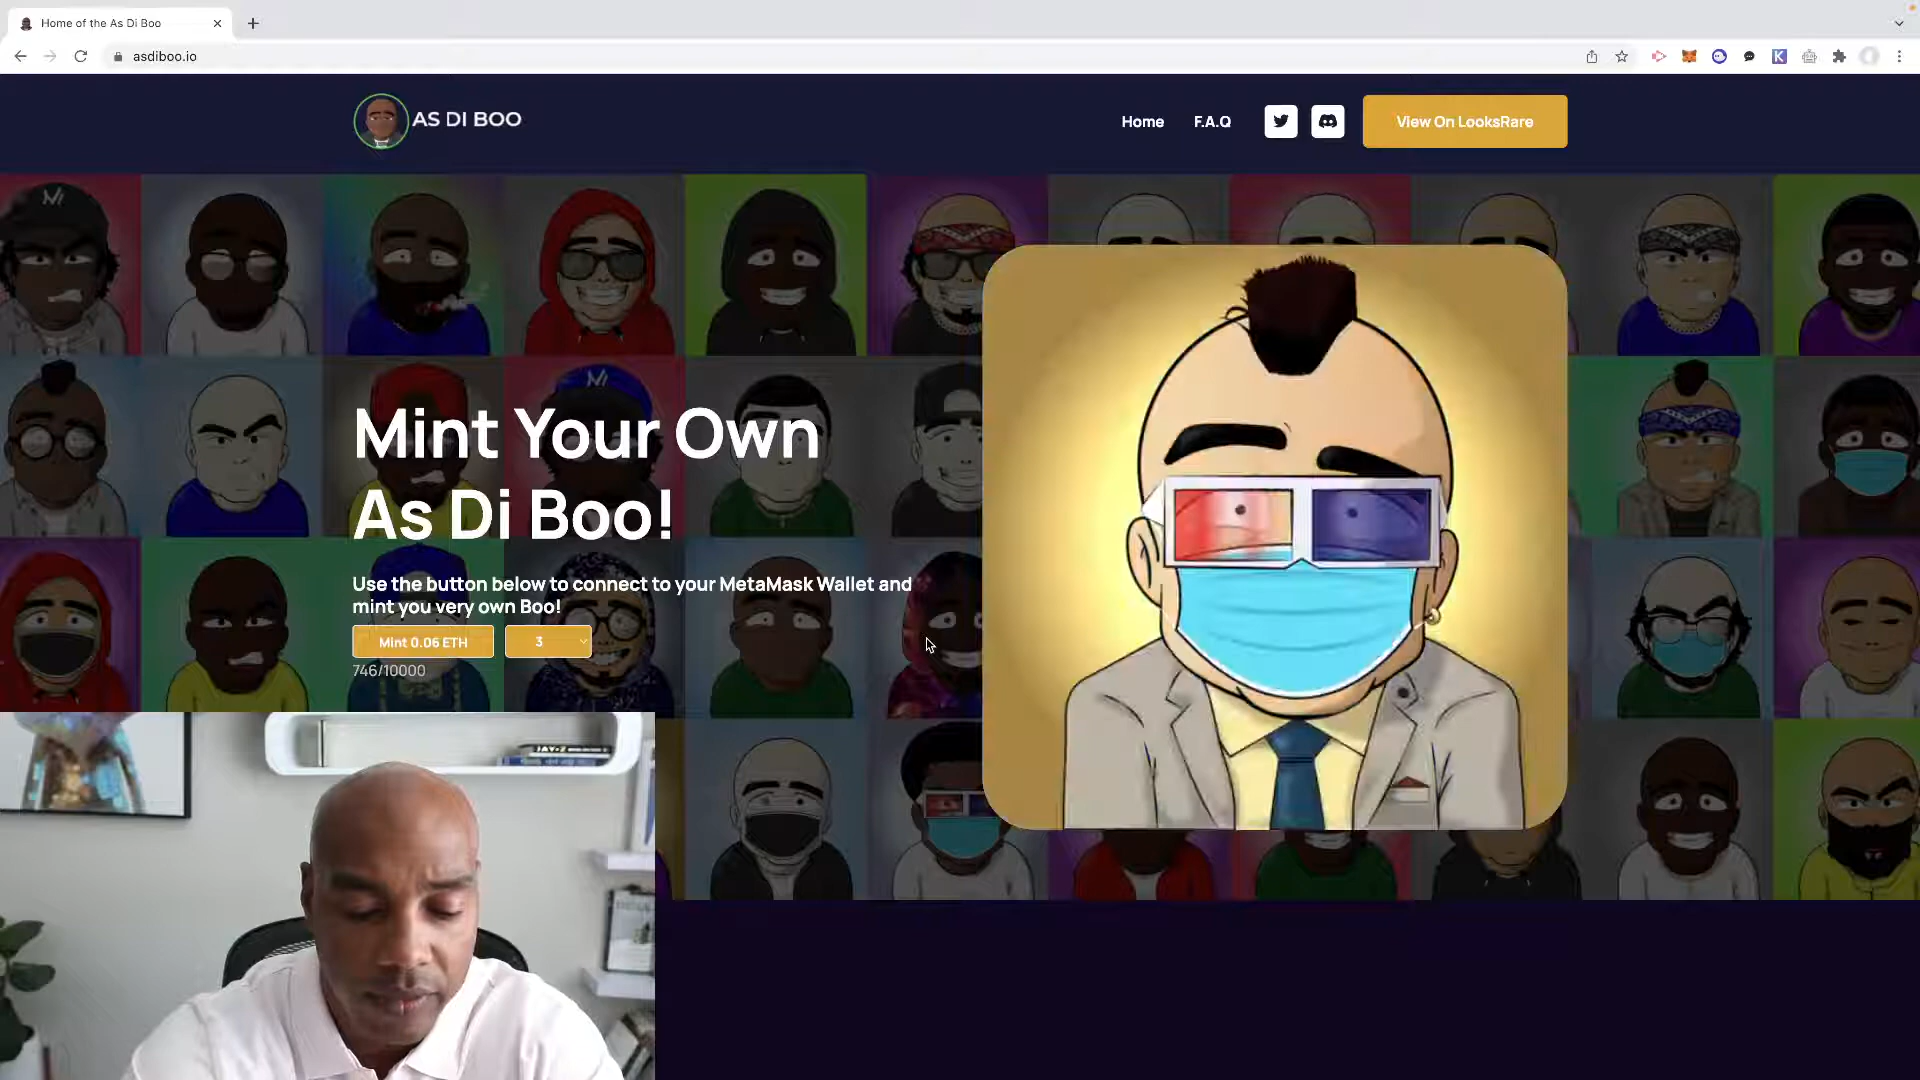 Home of the As Di Boo
asdiboo.io
AS DI BOO
Home
F.A.Q
View On LooksRare
Mint Your Own
As Di Boo!
Use the button below to connect to your MetaMask Wallet and
mint you very own Boo!
Mint 0.06 ETH
3
746/10000
JAY-Z